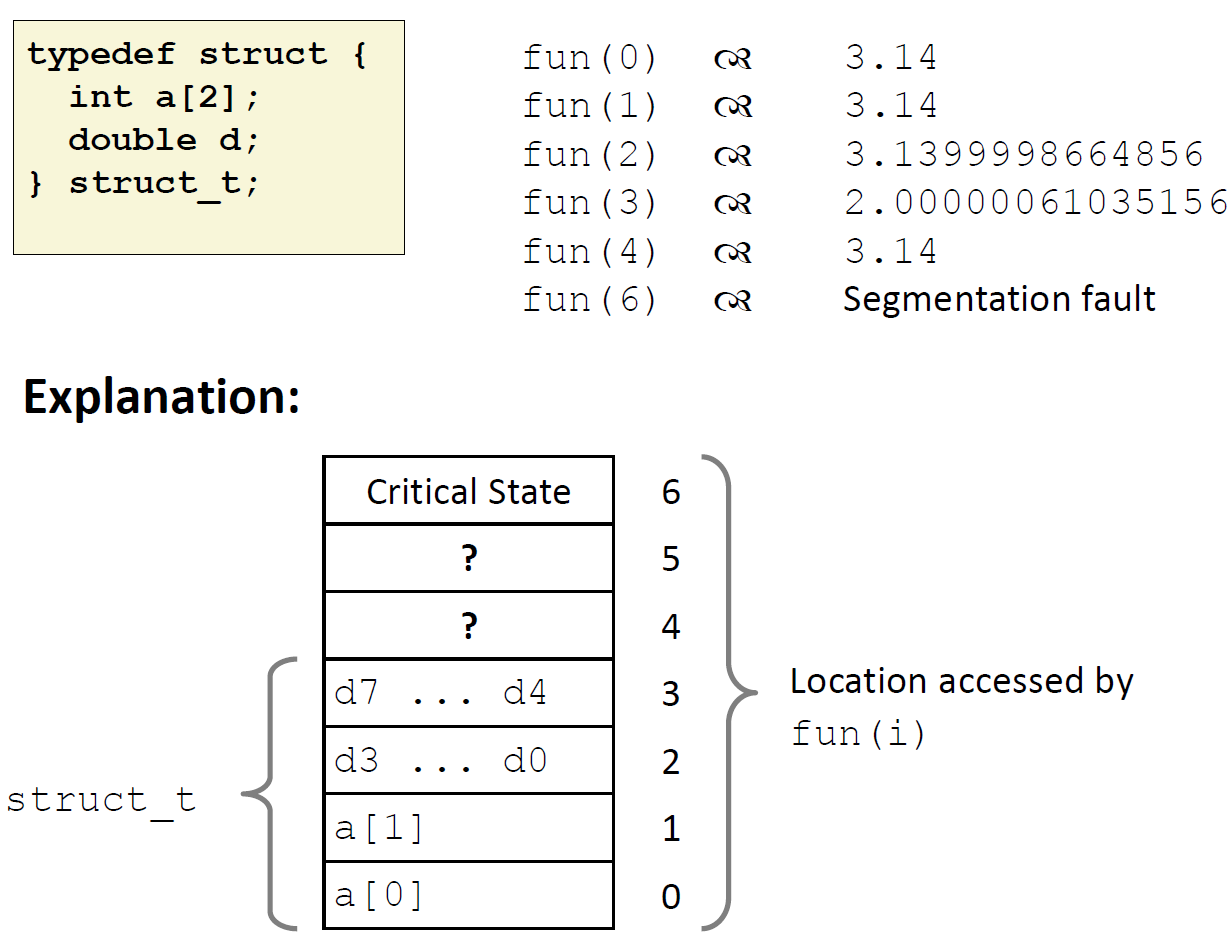 typedef struct {
int a[2];
double d;
} struct_t;
fun(0) ☙ 3.14
fun(1) ☙ 3.14
fun(2) ☙ 3.1399998664856
fun(3) ☙ 2.00000061035156
fun(4) ☙ 3.14
fun(6) ☙ Segmentation fault
Explanation:
Critical State 6
? 5
? 4
d7 ... d4 3
d3 ... d0 2
a[1] 1
a[0] 0
struct_t
Location accessed by
fun(i)